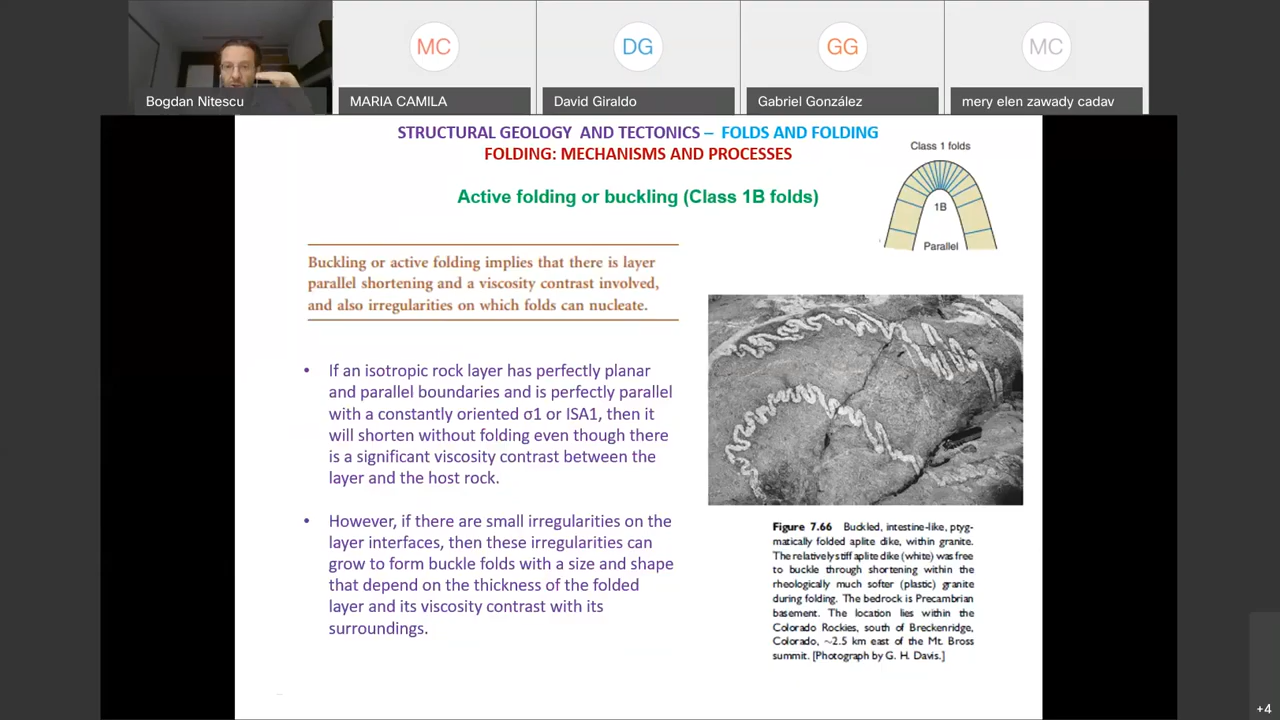 MC
DG
GG
MC
Bogdan Nitescu
MARIA CAMILA
David Giraldo
Gabriel González
mery elen zawady cadav
STRUCTURAL GEOLOGY AND TECTONICS – FOLDS AND FOLDING
FOLDING: MECHANISMS AND PROCESSES
Active folding or buckling (Class 1B folds)
Class 1 folds
1B
Parallel
Buckling or active folding implies that there is layer
parallel shortening and a viscosity contrast involved,
and also irregularities on which folds can nucleate.
• If an isotropic rock layer has perfectly planar
and parallel boundaries and is perfectly parallel
with a constantly oriented σ1 or ISA1, then it
will shorten without folding even though there
is a significant viscosity contrast between the
layer and the host rock.
• However, if there are small irregularities on the
layer interfaces, then these irregularities can
grow to form buckle folds with a size and shape
that depend on the thickness of the folded
layer and its viscosity contrast with its
surroundings.
Figure 7.66 Buckled, intestine-like, ptyg-
matically folded aplite dike, within granite.
The relatively stiff aplite dike (white) was free
to buckle through shortening within the
rheologically much softer (plastic) granite
during folding. The bedrock is Precambrian
basement. The location lies within the
Colorado Rockies, south of Breckenridge,
Colorado, ~2.5 km east of the Mt. Bross
summit. [Photograph by G. H. Davis.]
+4